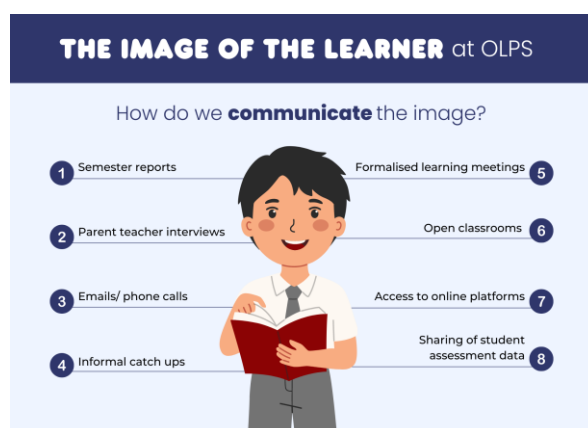 THE IMAGE OF THE LEARNER at OLPS
How do we communicate the image?
1 Semester reports
2 Parent teacher interviews
3 Emails/ phone calls
4 Informal catch ups
Formalised learning meetings 5
Open classrooms 6
Access to online platforms 7
Sharing of student
assessment data 8